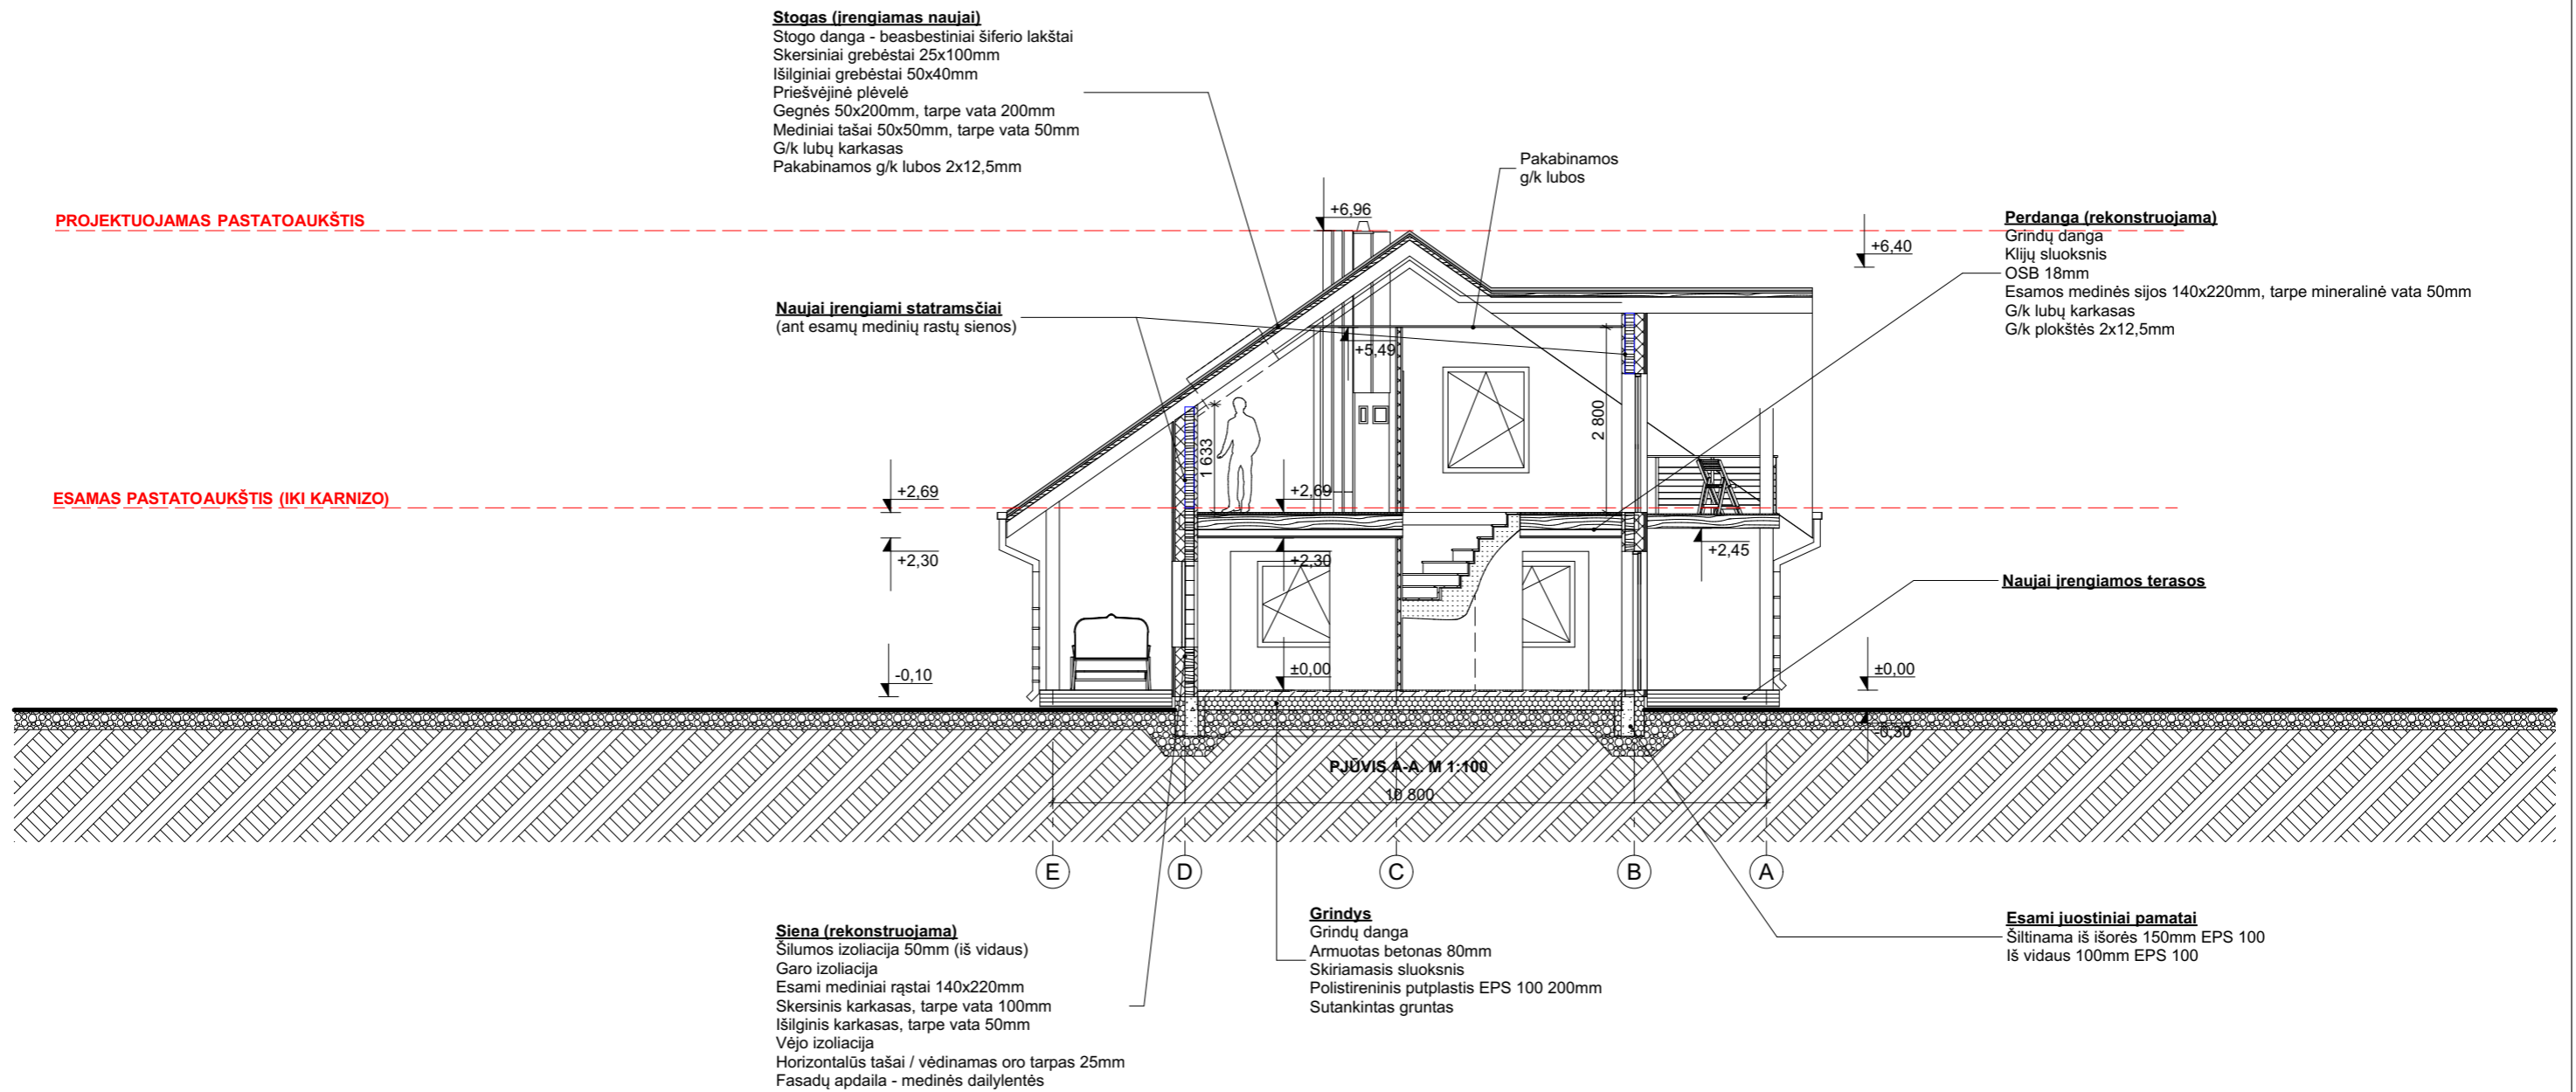 Stogas (įrengiamas naujai)
Stogo danga - beasbestiniai šiferio lakštai
Skersiniai grebėstai 25x100mm
Išilginiai grebėstai 50x40mm
Priešvėjinė plėvelė
Gegnės 50x200mm, tarpe vata 200mm
Mediniai tašai 50x50mm, tarpe vata 50mm
G/k lubų karkasas
Pakabinamos g/k lubos 2x12,5mm
Pakabinamos
g/k lubos
PROJEKTUOJAMAS PASTATOAUKŠTIS
+6,96
+6,40
Perdanga (rekonstruojama)
Grindų danga
Klijų sluoksnis
OSB 18mm
Esamos medinės sijos 140x220mm, tarpe mineralinė vata 50mm
G/k lubų karkasas
G/k plokštės 2x12,5mm
Naujai įrengiami statramsčiai
(ant esamų medinių rastų sienos)
+5,49
2 800
1 633
ESAMAS PASTATOAUKŠTIS (IKI KARNIZO)
+2,69
+2,69
+2,30
+2,30
+2,45
Naujai įrengiamos terasos
-0,10
±0,00
±0,00
-0,30
PJŪVIS A-A. M 1:100
10 800
E
D
C
B
A
Siena (rekonstruojama)
Šilumos izoliacija 50mm (iš vidaus)
Garo izoliacija
Esami mediniai rąstai 140x220mm
Skersinis karkasas, tarpe vata 100mm
Išilginis karkasas, tarpe vata 50mm
Vėjo izoliacija
Horizontalūs tašai / vėdinamas oro tarpas 25mm
Fasadų apdaila - medinės dailylentės
Grindys
Grindų danga
Armuotas betonas 80mm
Skiriamasis sluoksnis
Polistireninis putplastis EPS 100 200mm
Sutankintas gruntas
Esami juostiniai pamatai
Šiltinama iš išorės 150mm EPS 100
Iš vidaus 100mm EPS 100